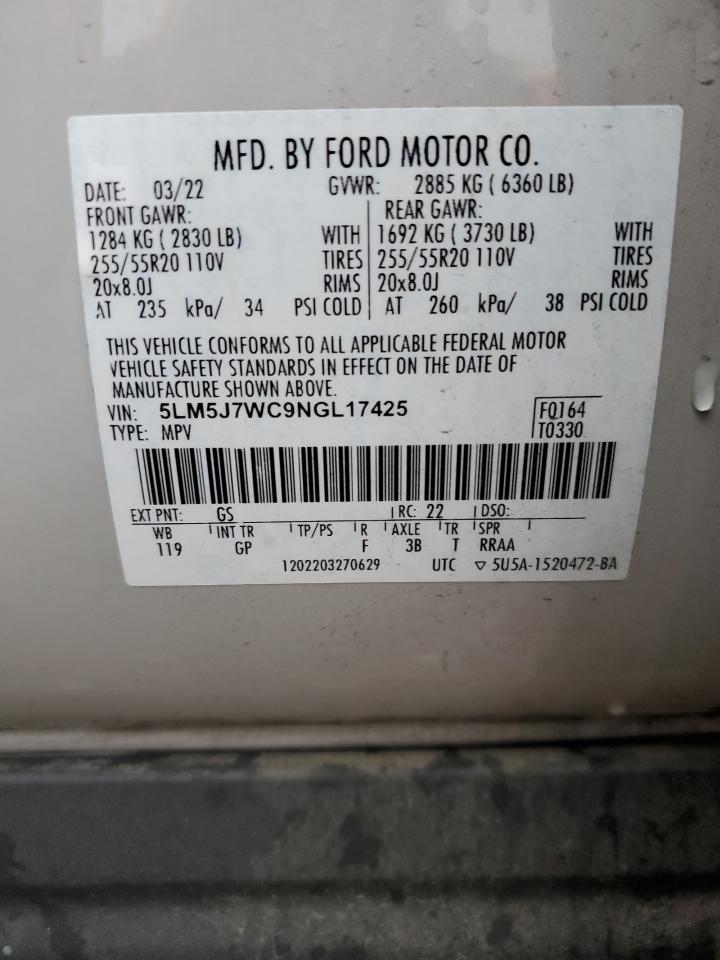 MFD. BY FORD MOTOR CO.
DATE: 03/22 GVWR: 2885 KG ( 6360 LB)
FRONT GAWR: REAR GAWR:
1284 KG ( 2830 LB) WITH 1692 KG ( 3730 LB) WITH
255/55R20 110V TIRES 255/55R20 110V TIRES
20x8.0J RIMS 20x8.0J RIMS
AT 235 kPa/ 34 PSI COLD AT 260 kPa/ 38 PSI COLD
THIS VEHICLE CONFORMS TO ALL APPLICABLE FEDERAL MOTOR
VEHICLE SAFETY STANDARDS IN EFFECT ON THE DATE OF
MANUFACTURE SHOWN ABOVE.
VIN: 5LM5J7WC9NGL17425 FQ164
TYPE: MPV T0330
EXT PNT: GS RC: 22 DSO:
WB INT TR TP/PS R AXLE TR SPR
119 GP F 3B T RRAA
1202203270629 UTC ▽ 5U5A-1520472-BA